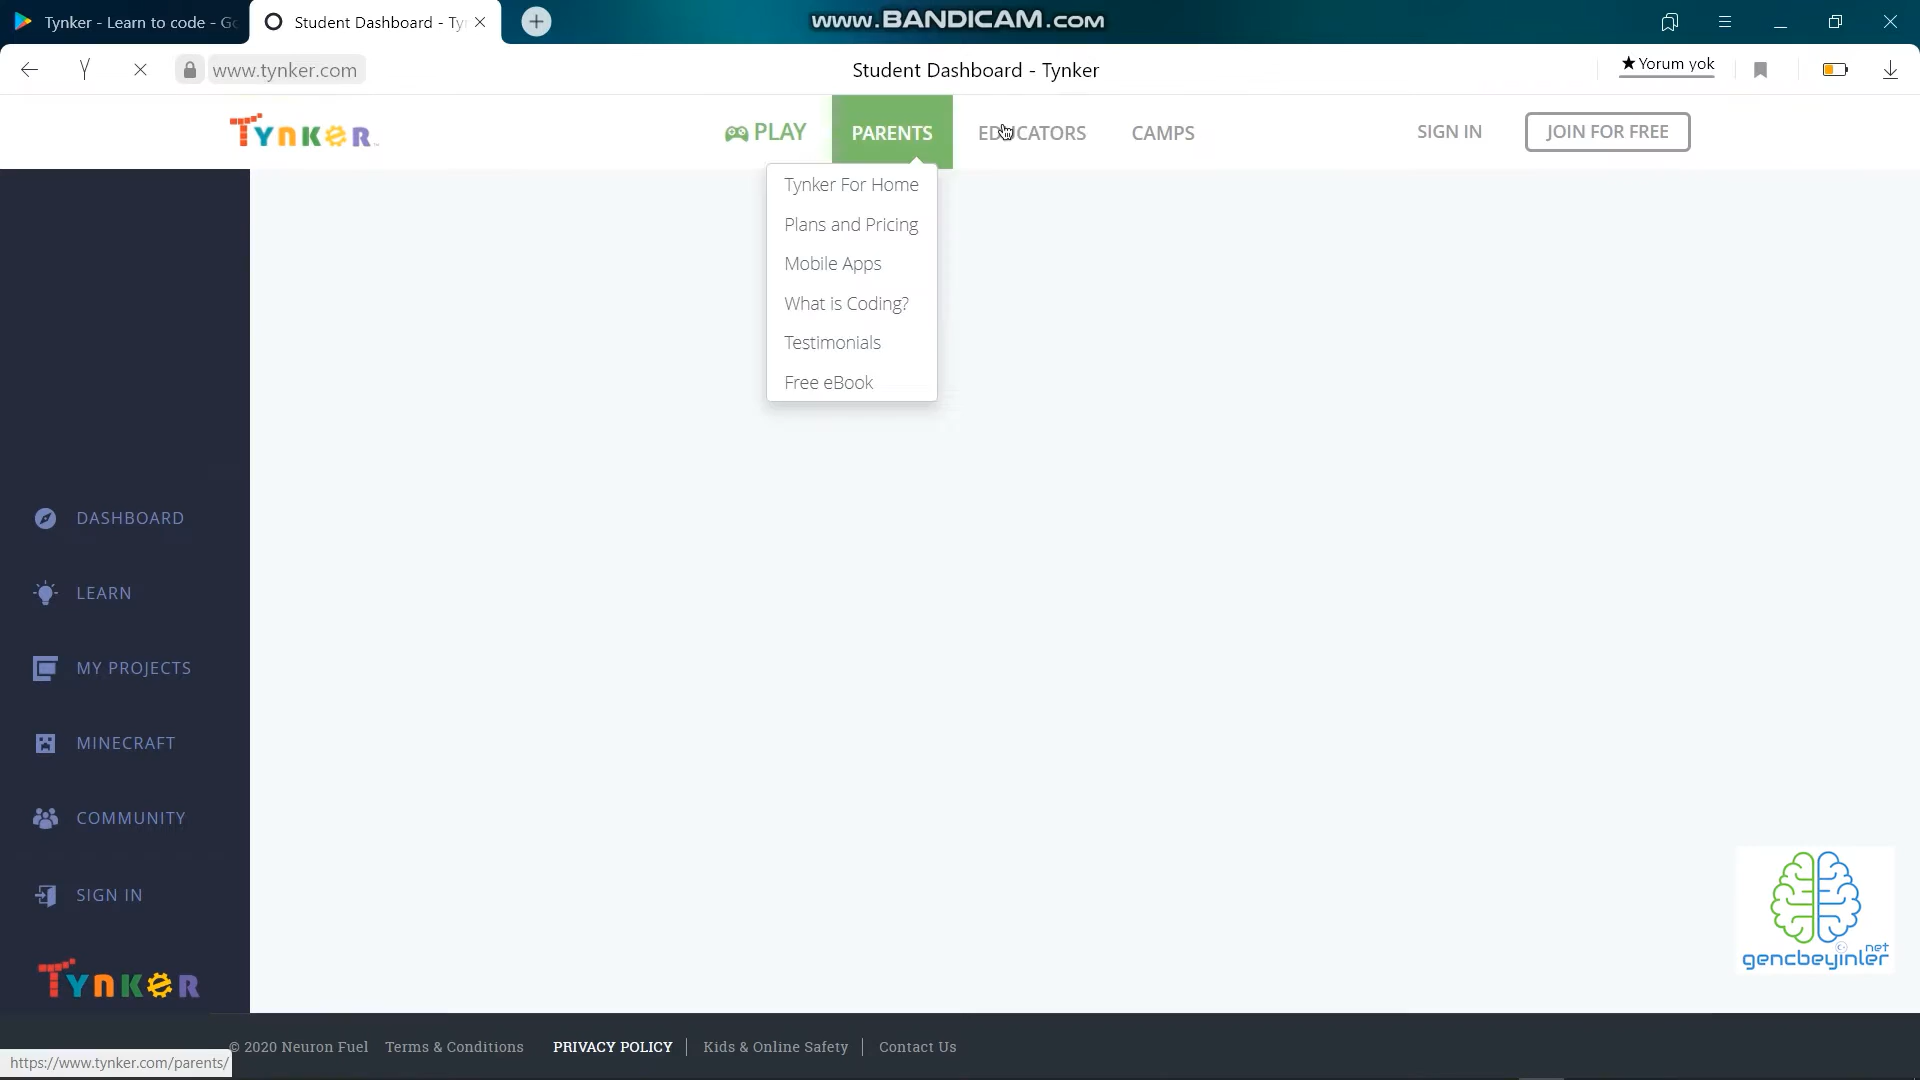 Tynker - Learn to code - Go
Student Dashboard - Ty
www.BANDICAM.com
www.tynker.com
Student Dashboard - Tynker
★Yorum yok
TYNKER
PLAY
PARENTS
EDUCATORS
CAMPS
SIGN IN
JOIN FOR FREE
Tynker For Home
Plans and Pricing
Mobile Apps
What is Coding?
Testimonials
Free eBook
DASHBOARD
LEARN
MY PROJECTS
MINECRAFT
COMMUNITY
SIGN IN
TYNKER
net
gencbeyinler
© 2020 Neuron Fuel
Terms & Conditions
PRIVACY POLICY
Kids & Online Safety
Contact Us
https://www.tynker.com/parents/